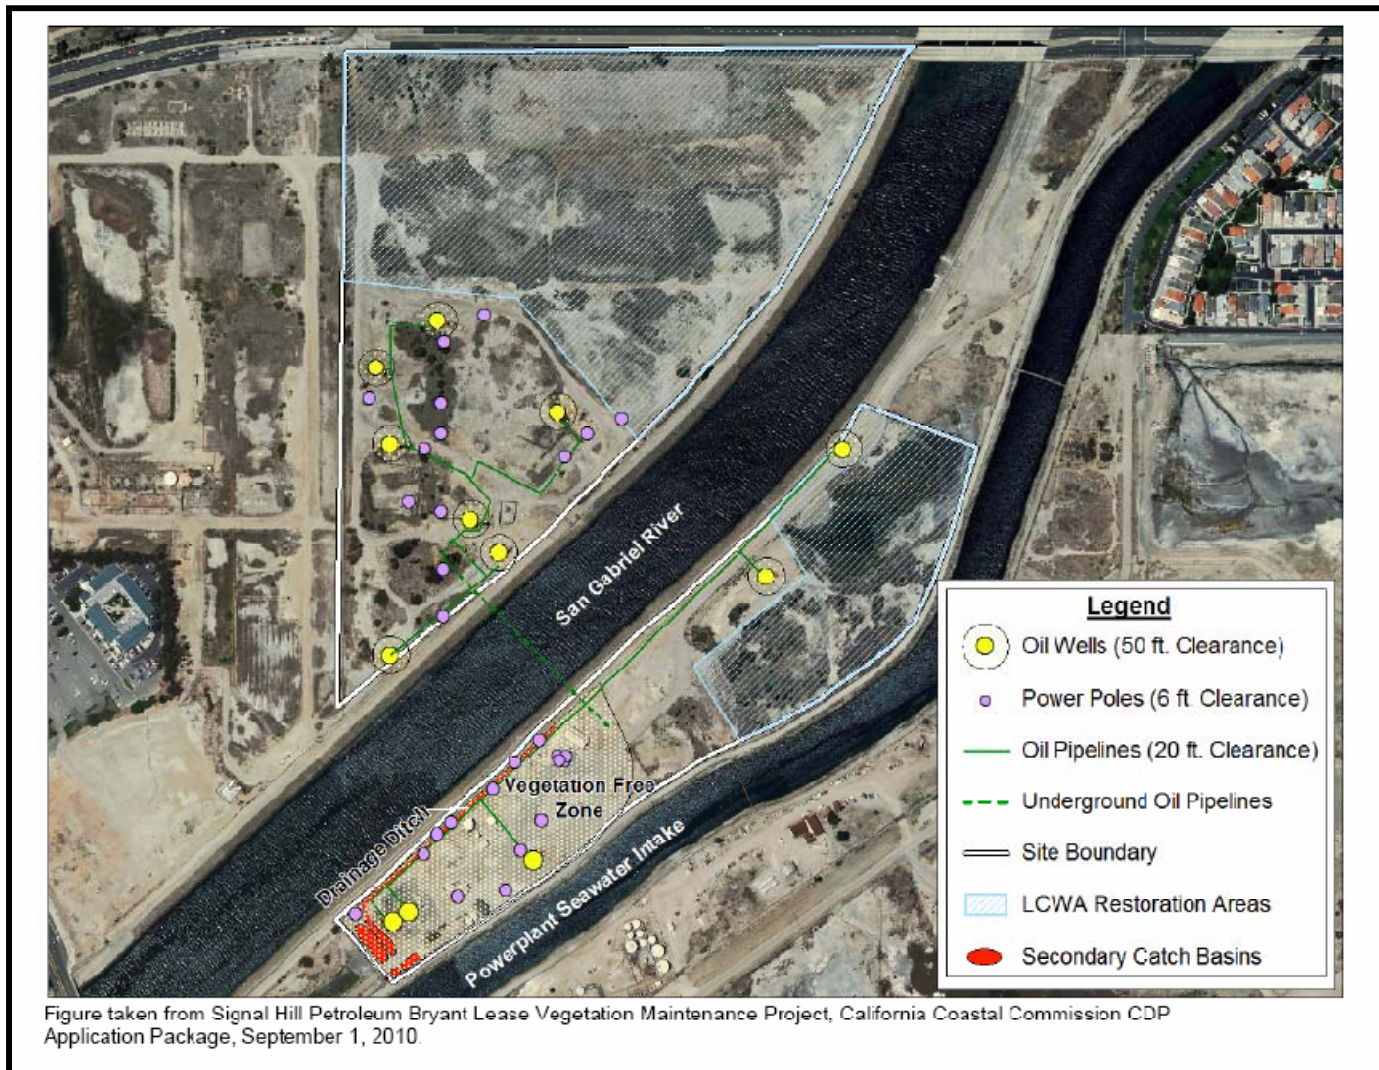 San Gabriel River
Vegetation Free
Zone
Drainage Ditch
Powerplant Seawater Intake
Legend
Oil Wells (50 ft. Clearance)
Power Poles (6 ft. Clearance)
Oil Pipelines (20 ft. Clearance)
Underground Oil Pipelines
Site Boundary
LCWA Restoration Areas
Secondary Catch Basins
Figure taken from Signal Hill Petroleum Bryant Lease Vegetation Maintenance Project, California Coastal Commission CDP
Application Package, September 1, 2010.